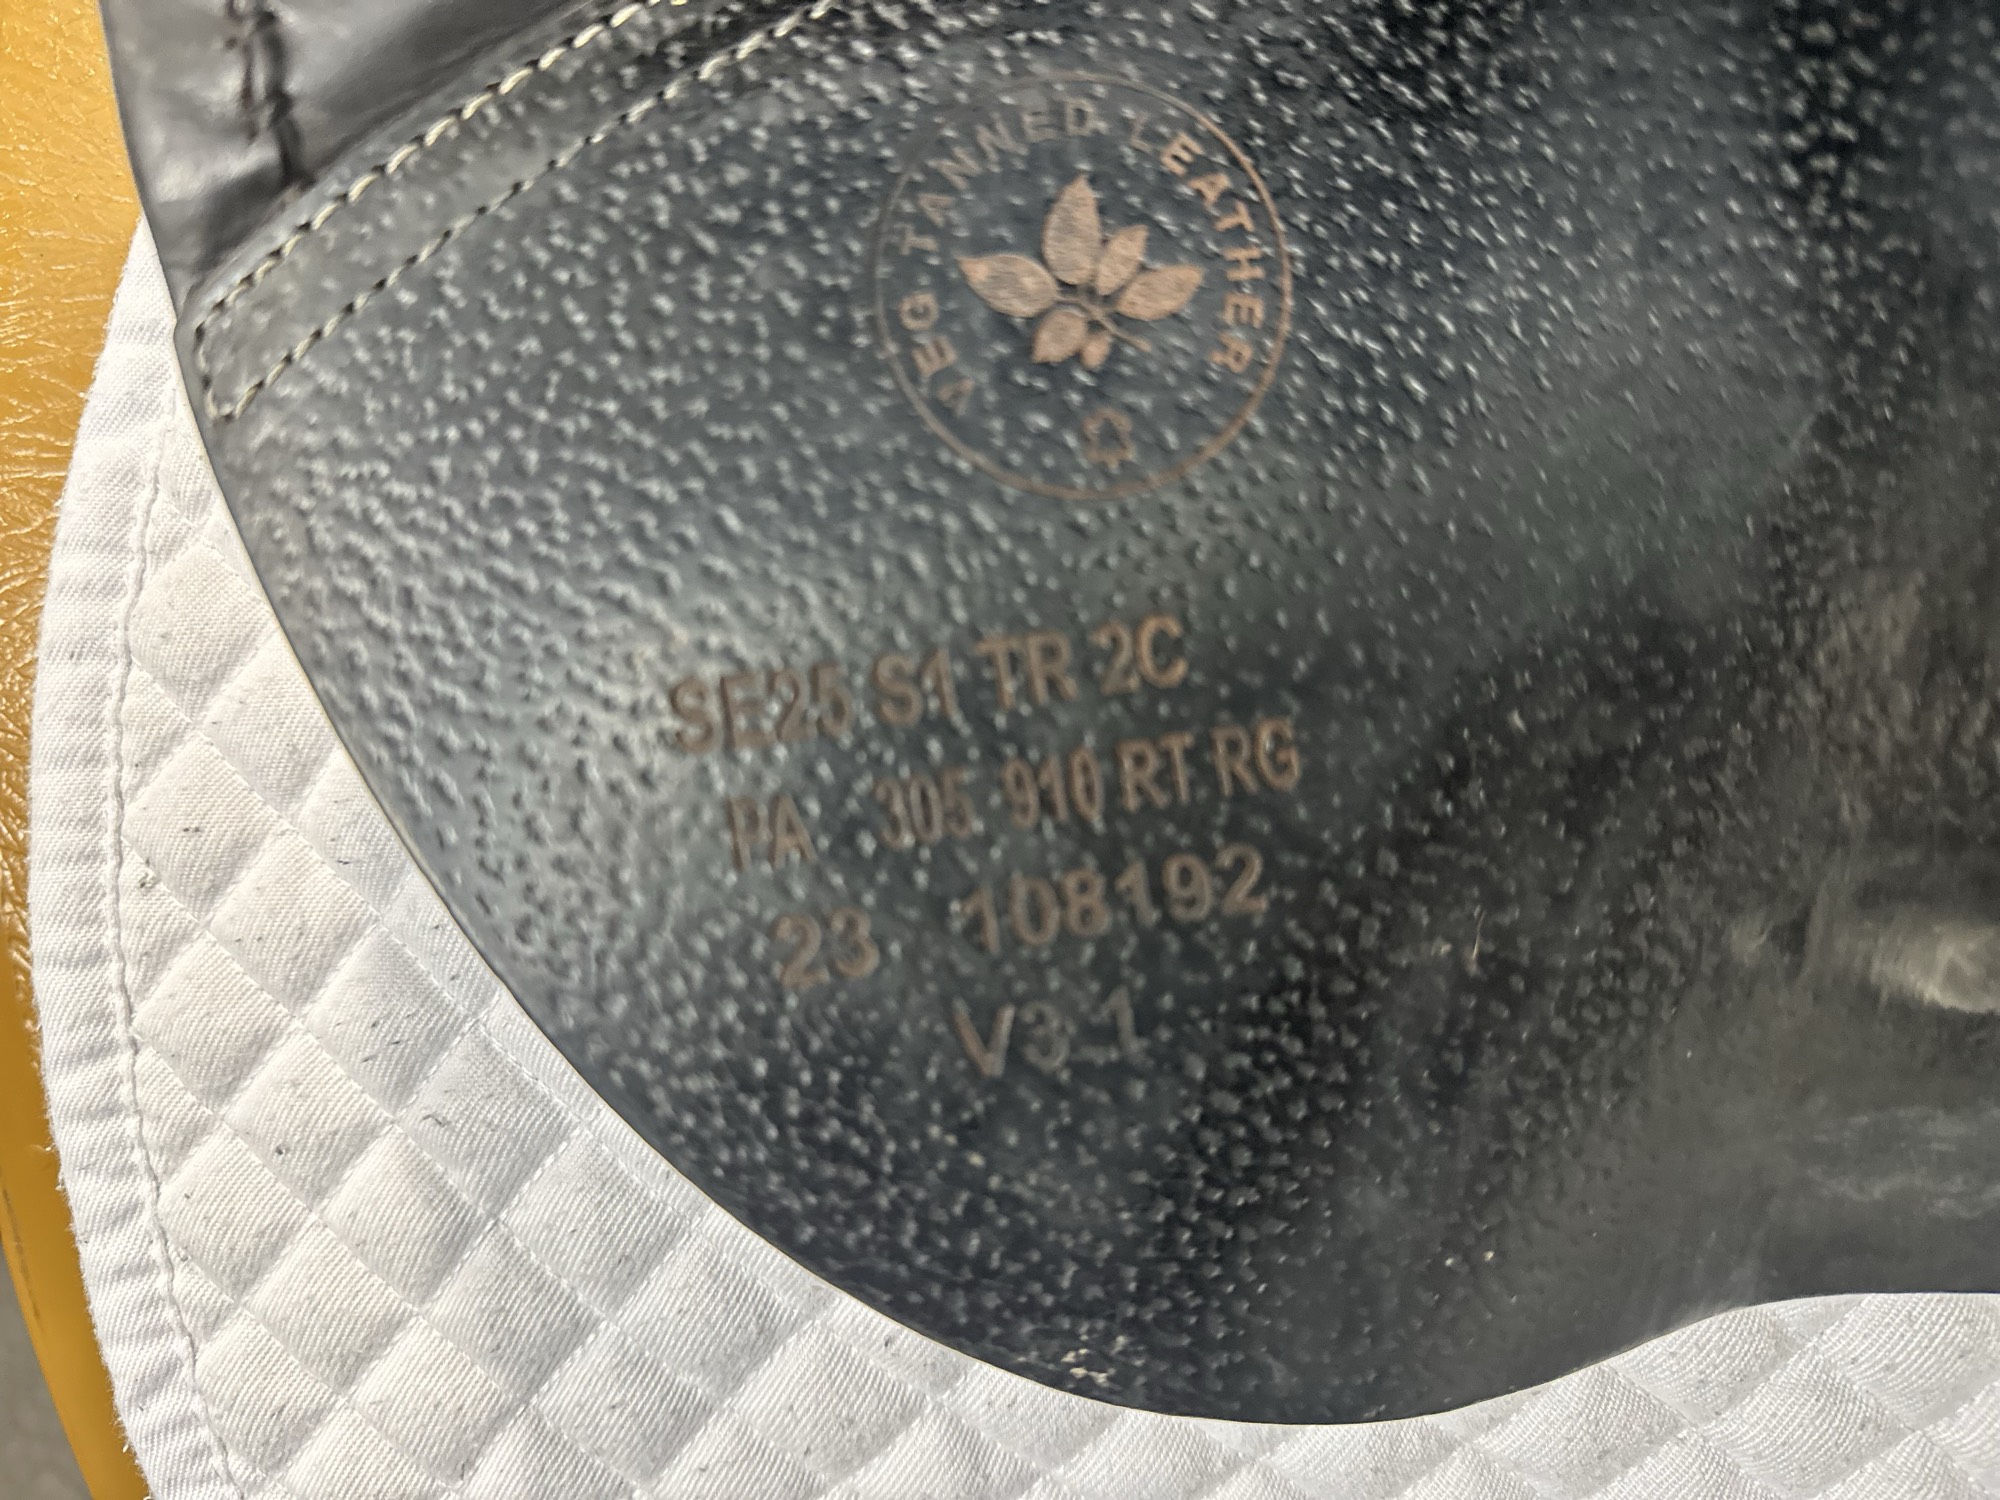 VEG TANNED LEATHER
SE25 S1 TR 2C
PA 305 910 RT RG
23 108192
V3.1